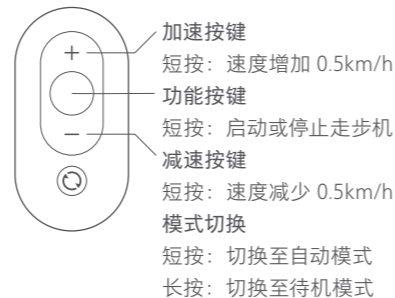 +
加速按键
短按：速度增加 0.5km/h
功能按键
短按：启动或停止走步机
−
减速按键
短按：速度减少 0.5km/h
模式切换
短按：切换至自动模式
长按：切换至待机模式